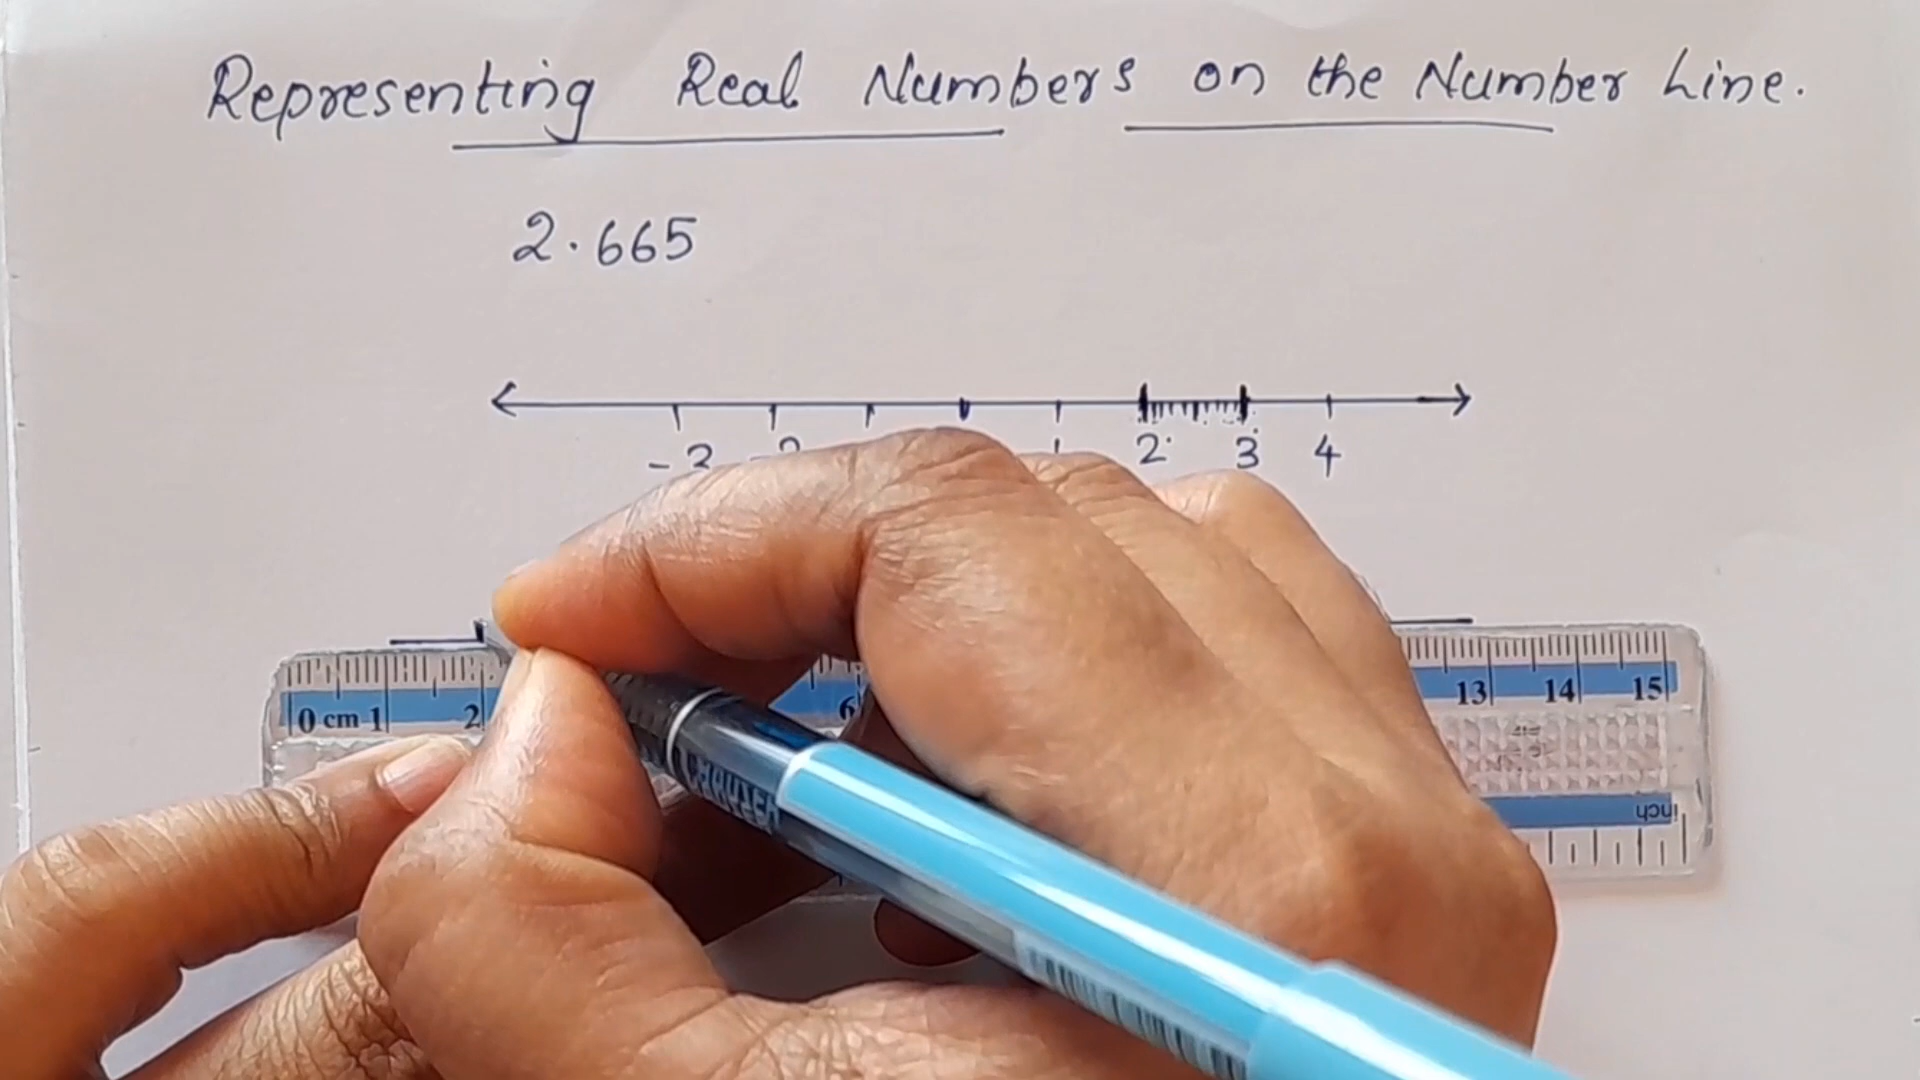 Representing Real Numbers on the Number Line.
2.665
-3 2 3 4
0 cm 1 2 6 13 14 15
inch